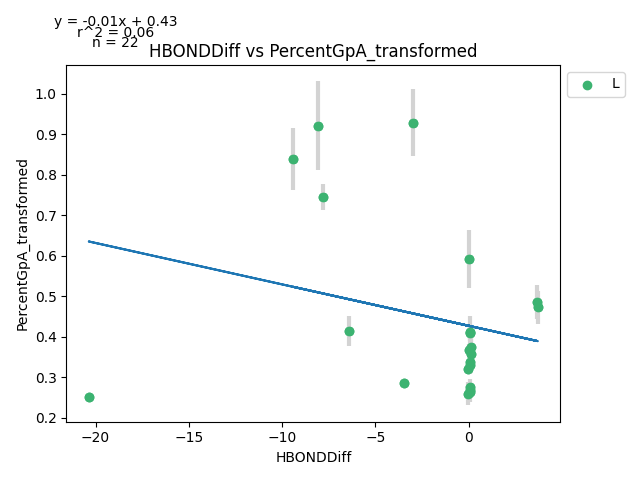 y = -0.01x + 0.43
r^2 = 0.06
n = 22
HBONDDiff vs PercentGpA_transformed
L
PercentGpA_transformed
1.0
0.9
0.8
0.7
0.6
0.5
0.4
0.3
0.2
−20
−15
−10
−5
0
HBONDDiff